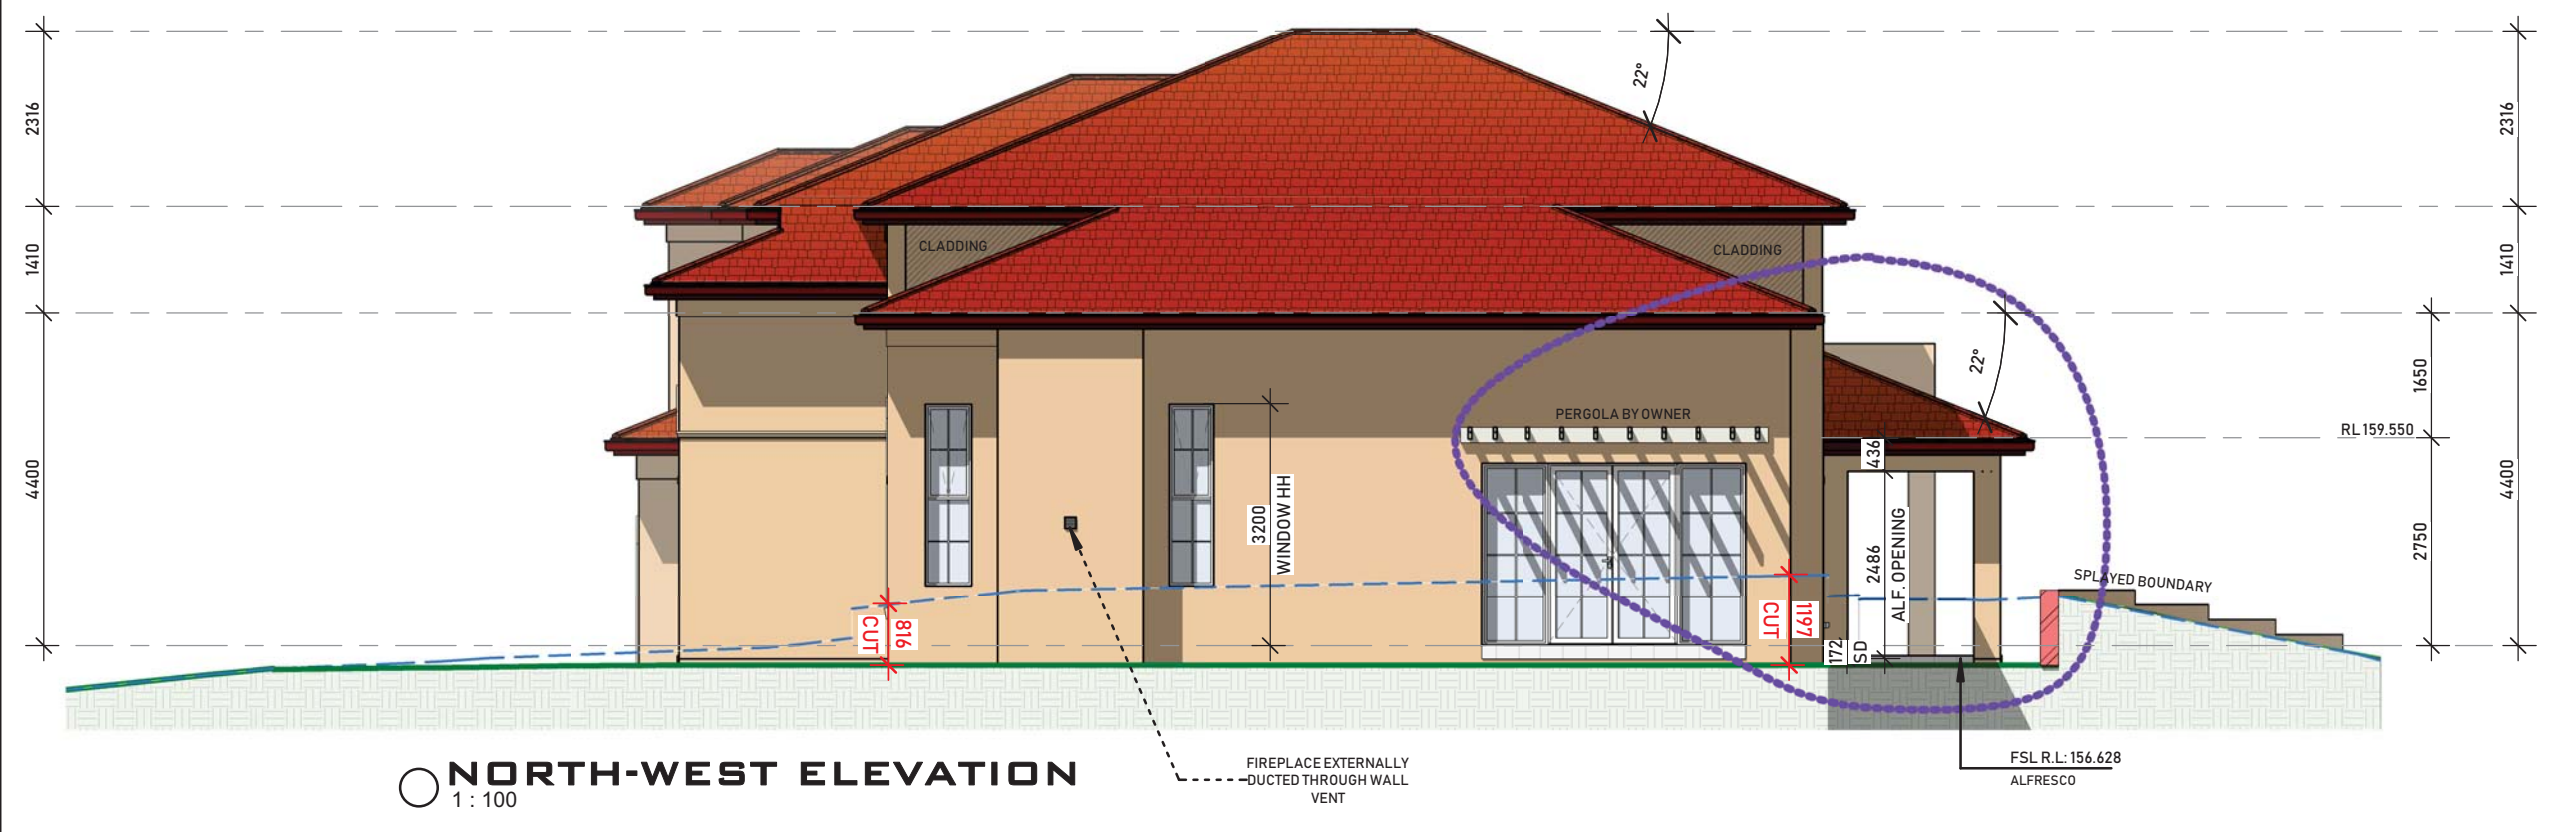 2316
1410
4400
CLADDING
CLADDING
22°
22°
PERGOLA BY OWNER
3200
WINDOW HH
816
CUT
1197
CUT
436
2486
ALF. OPENING
172
SD
SPLAYED BOUNDARY
RL 159.550
1650
2750
2316
1410
4400
NORTH-WEST ELEVATION
1 : 100
FIREPLACE EXTERNALLY
DUCTED THROUGH WALL
VENT
FSL R.L: 156.628
ALFRESCO